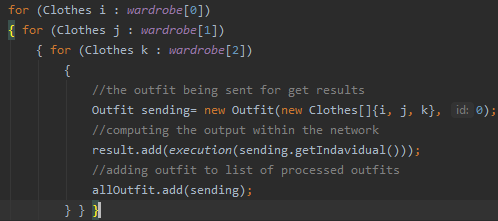 for (Clothes i : wardrobe[0])
{ for (Clothes j : wardrobe[1])
{ for (Clothes k : wardrobe[2])
{
//the outfit being sent for get results
Outfit sending= new Outfit(new Clothes[]{i, j, k}, id: 0);
//computing the output within the network
result.add(execution(sending.getIndavidual()));
//adding outfit to list of processed outfits
allOutfit.add(sending);
} } }